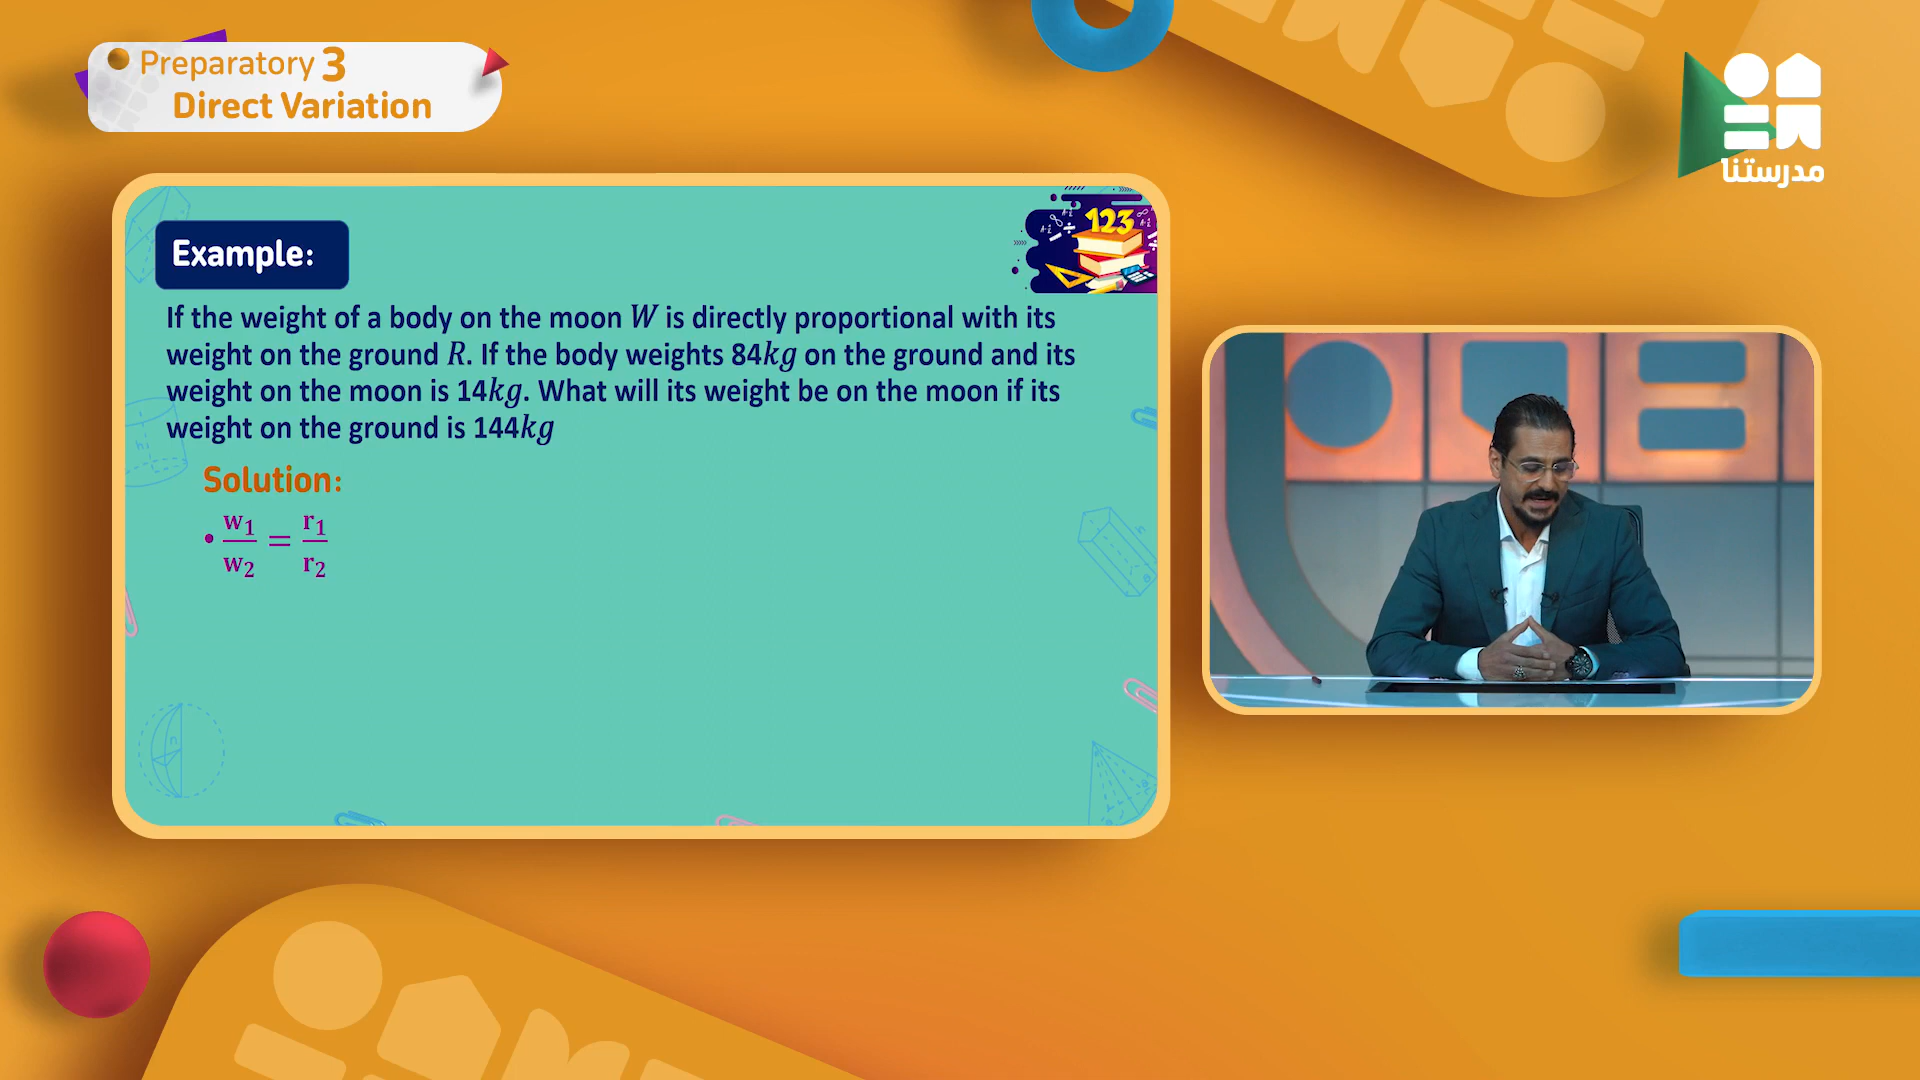 Preparatory 3
Direct Variation
مدرستنا
123
Example:
If the weight of a body on the moon W is directly proportional with its
weight on the ground R. If the body weights 84kg on the ground and its
weight on the moon is 14kg. What will its weight be on the moon if its
weight on the ground is 144kg
Solution:
• w₁/w₂ = r₁/r₂